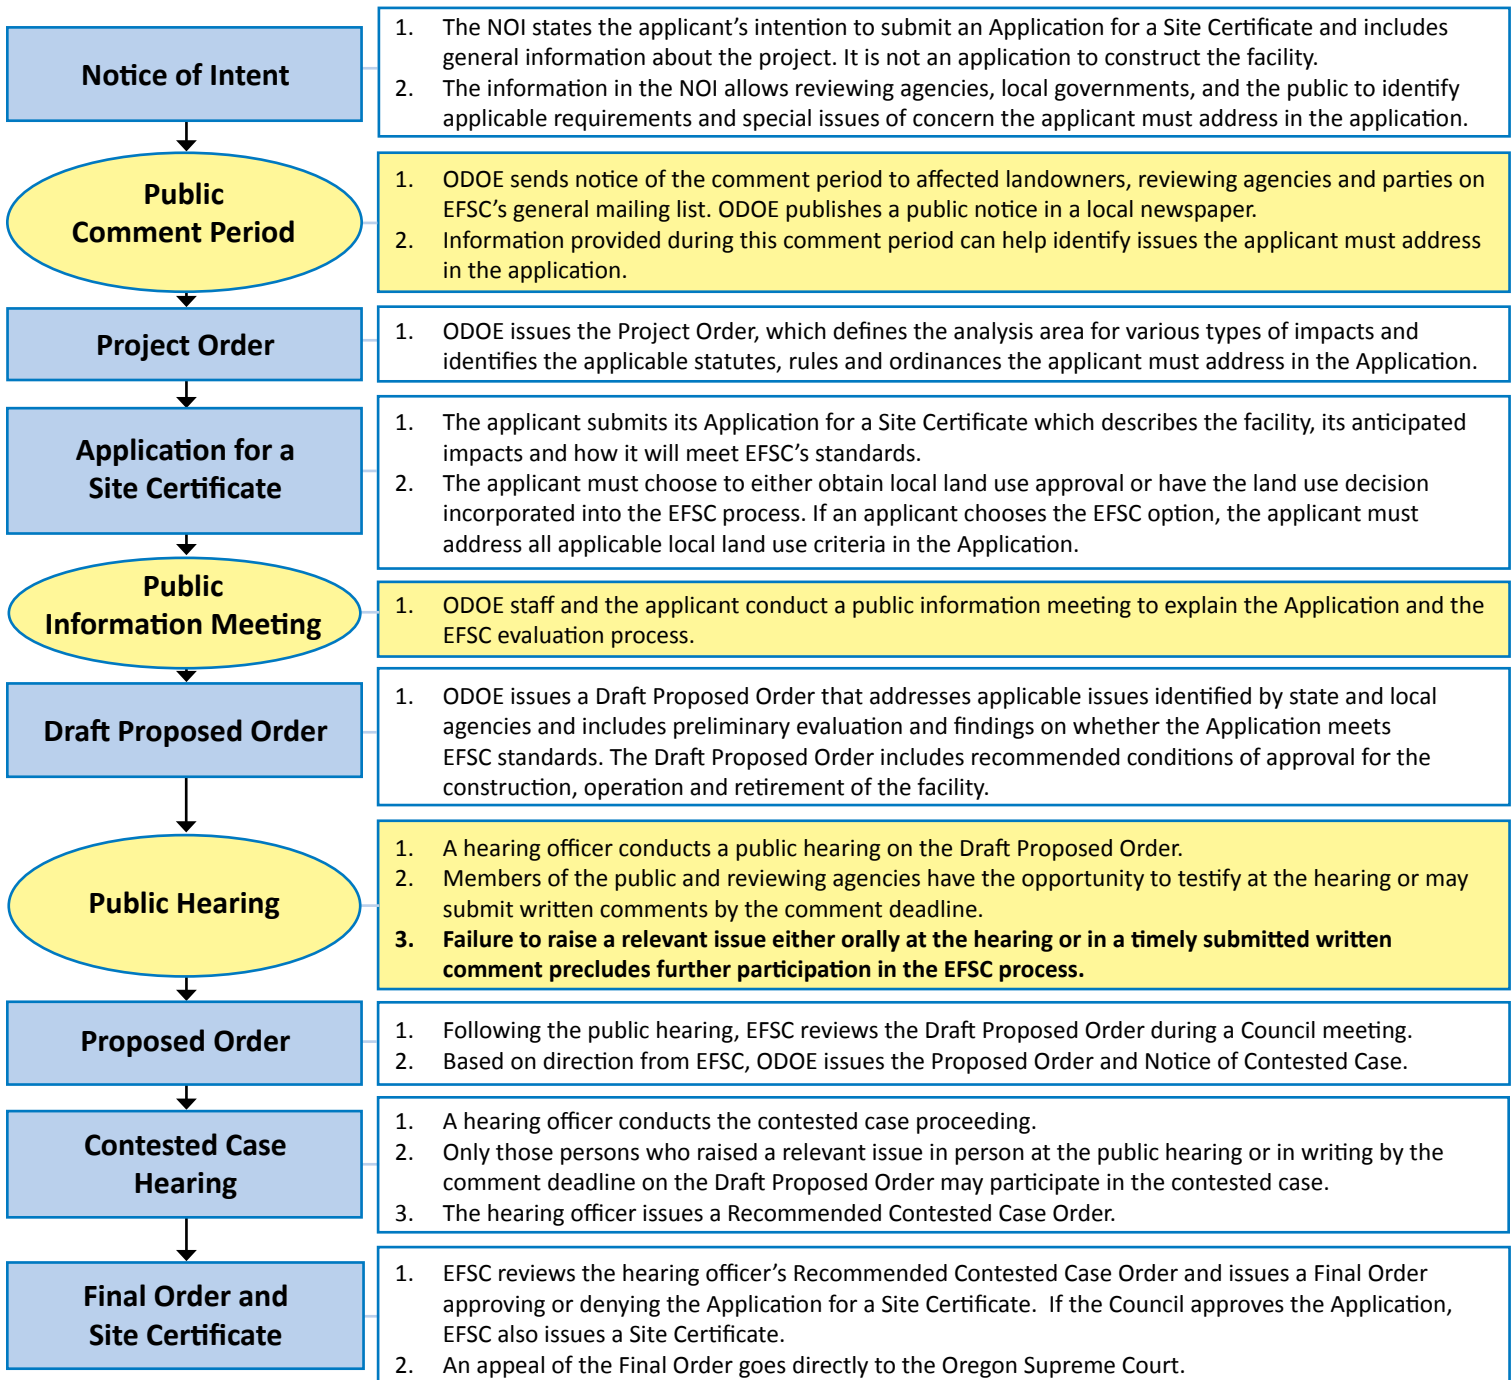 Notice of Intent
1. The NOI states the applicant’s intention to submit an Application for a Site Certificate and includes
general information about the project. It is not an application to construct the facility.
2. The information in the NOI allows reviewing agencies, local governments, and the public to identify
applicable requirements and special issues of concern the applicant must address in the application.
Public
Comment Period
1. ODOE sends notice of the comment period to affected landowners, reviewing agencies and parties on
EFSC’s general mailing list. ODOE publishes a public notice in a local newspaper.
2. Information provided during this comment period can help identify issues the applicant must address
in the application.
Project Order
1. ODOE issues the Project Order, which defines the analysis area for various types of impacts and
identifies the applicable statutes, rules and ordinances the applicant must address in the Application.
Application for a
Site Certificate
1. The applicant submits its Application for a Site Certificate which describes the facility, its anticipated
impacts and how it will meet EFSC’s standards.
2. The applicant must choose to either obtain local land use approval or have the land use decision
incorporated into the EFSC process. If an applicant chooses the EFSC option, the applicant must
address all applicable local land use criteria in the Application.
Public
Information Meeting
1. ODOE staff and the applicant conduct a public information meeting to explain the Application and the
EFSC evaluation process.
Draft Proposed Order
1. ODOE issues a Draft Proposed Order that addresses applicable issues identified by state and local
agencies and includes preliminary evaluation and findings on whether the Application meets
EFSC standards. The Draft Proposed Order includes recommended conditions of approval for the
construction, operation and retirement of the facility.
Public Hearing
1. A hearing officer conducts a public hearing on the Draft Proposed Order.
2. Members of the public and reviewing agencies have the opportunity to testify at the hearing or may
submit written comments by the comment deadline.
3. Failure to raise a relevant issue either orally at the hearing or in a timely submitted written
comment precludes further participation in the EFSC process.
Proposed Order
1. Following the public hearing, EFSC reviews the Draft Proposed Order during a Council meeting.
2. Based on direction from EFSC, ODOE issues the Proposed Order and Notice of Contested Case.
Contested Case
Hearing
1. A hearing officer conducts the contested case proceeding.
2. Only those persons who raised a relevant issue in person at the public hearing or in writing by the
comment deadline on the Draft Proposed Order may participate in the contested case.
3. The hearing officer issues a Recommended Contested Case Order.
Final Order and
Site Certificate
1. EFSC reviews the hearing officer’s Recommended Contested Case Order and issues a Final Order
approving or denying the Application for a Site Certificate. If the Council approves the Application,
EFSC also issues a Site Certificate.
2. An appeal of the Final Order goes directly to the Oregon Supreme Court.